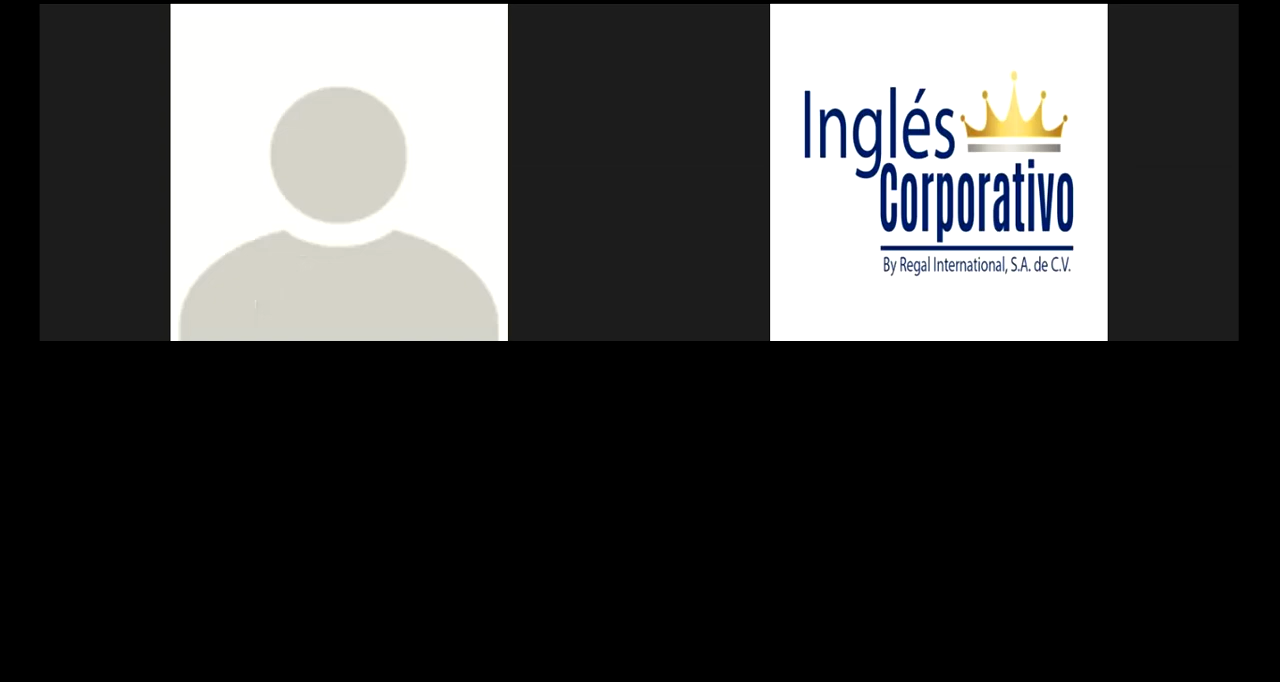 Inglés
Corporativo
By Regal International, S.A. de C.V.